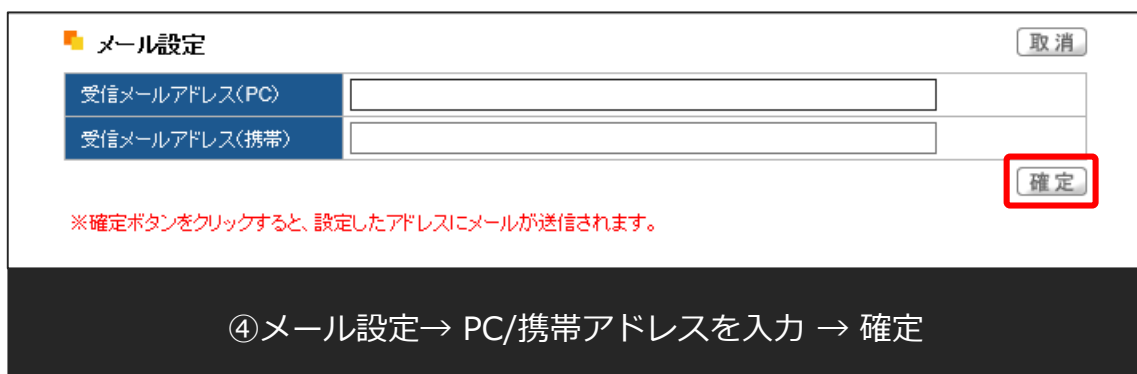 メール設定
取消
受信メールアドレス(PC)
受信メールアドレス(携帯)
確定
※確定ボタンをクリックすると、設定したアドレスにメールが送信されます。
④メール設定→ PC/携帯アドレスを入力 → 確定